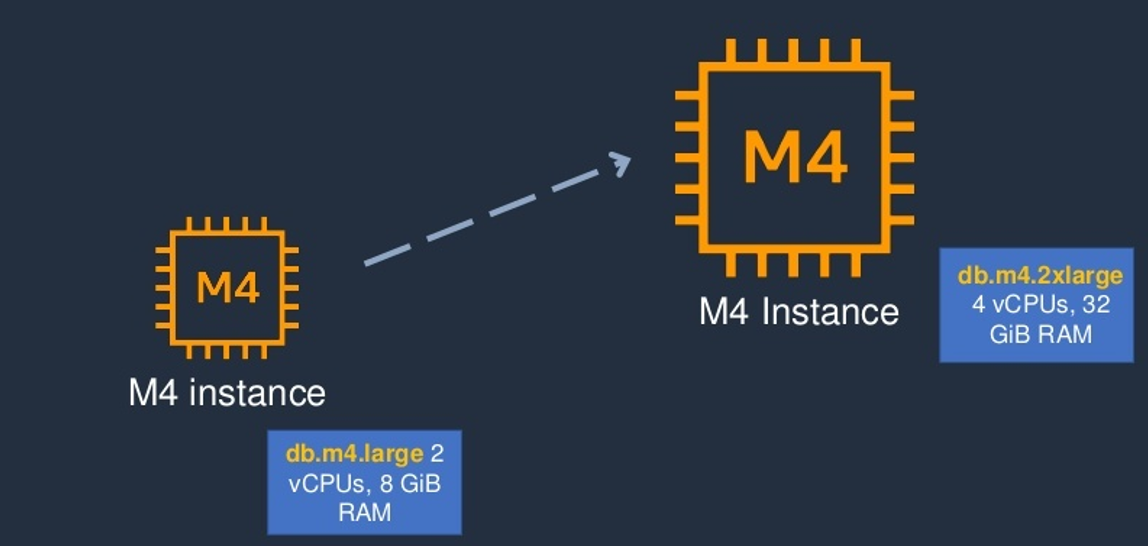 M4
M4 instance
db.m4.large 2
vCPUs, 8 GiB
RAM
M4
M4 Instance
db.m4.2xlarge
4 vCPUs, 32
GiB RAM